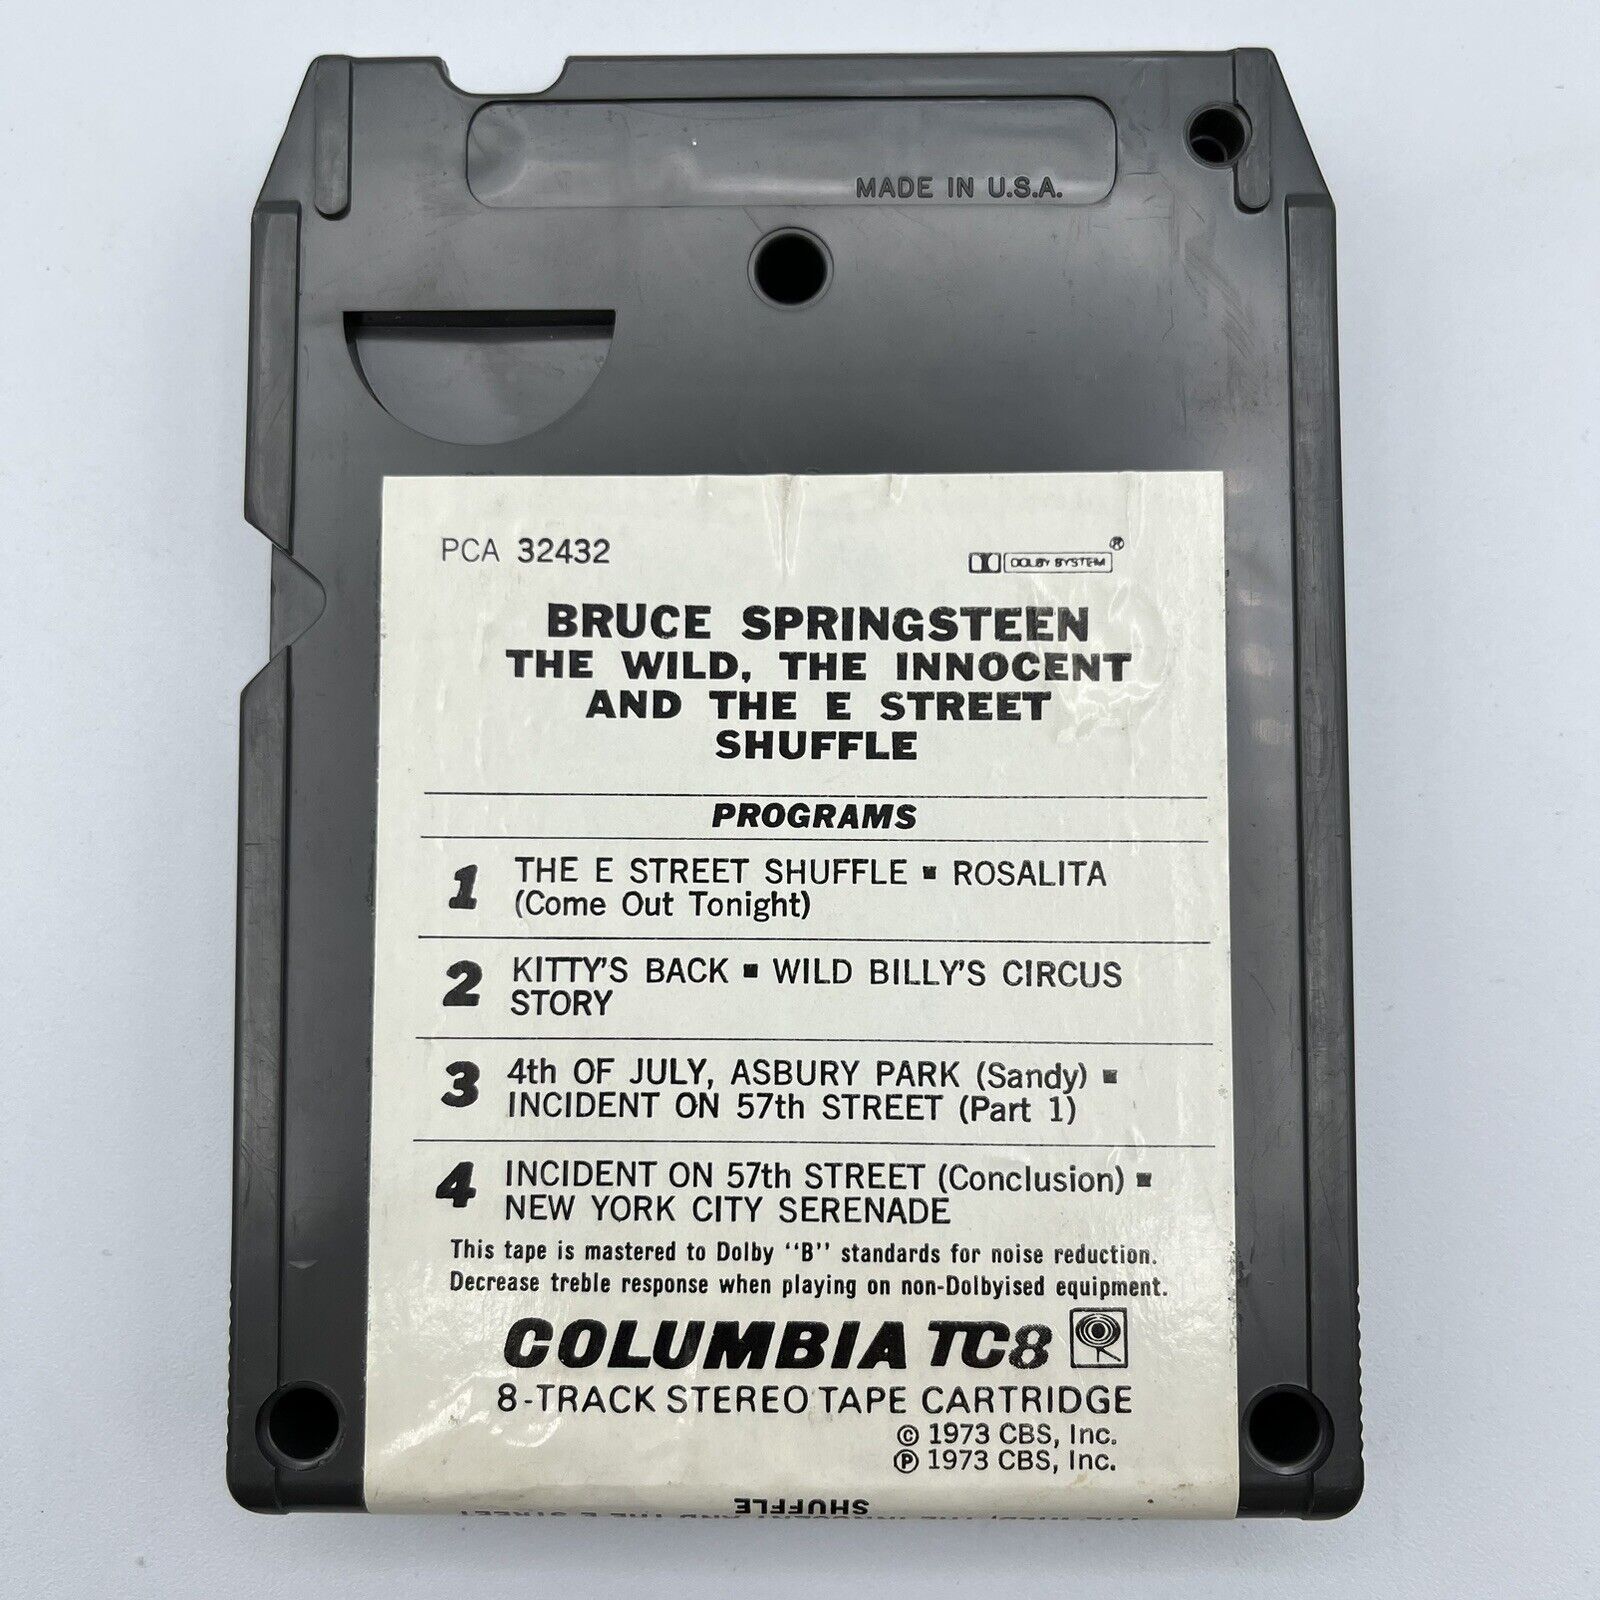 MADE IN U.S.A.
PCA 32432
DOLBY SYSTEM ®
BRUCE SPRINGSTEEN
THE WILD, THE INNOCENT
AND THE E STREET
SHUFFLE
PROGRAMS
1 THE E STREET SHUFFLE ▪ ROSALITA
(Come Out Tonight)
2 KITTY'S BACK ▪ WILD BILLY'S CIRCUS
STORY
3 4th OF JULY, ASBURY PARK (Sandy) ▪
INCIDENT ON 57th STREET (Part 1)
4 INCIDENT ON 57th STREET (Conclusion) ▪
NEW YORK CITY SERENADE
This tape is mastered to Dolby "B" standards for noise reduction.
Decrease treble response when playing on non-Dolbyised equipment.
COLUMBIA TC8
8-TRACK STEREO TAPE CARTRIDGE
© 1973 CBS, Inc.
℗ 1973 CBS, Inc.
SHUFFLE